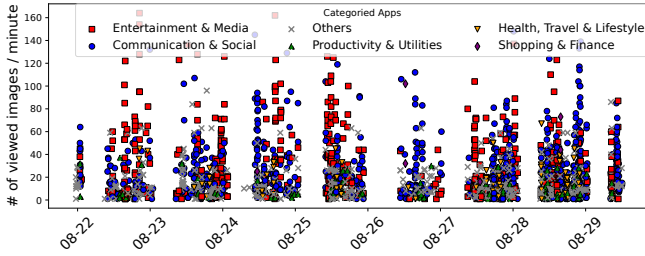 Categoried Apps
Entertainment & Media
Others
Health, Travel & Lifestyle
Communication & Social
Productivity & Utilities
Shopping & Finance
# of viewed images / minute
160
140
120
100
80
60
40
20
0
08-22
08-23
08-24
08-25
08-26
08-27
08-28
08-29